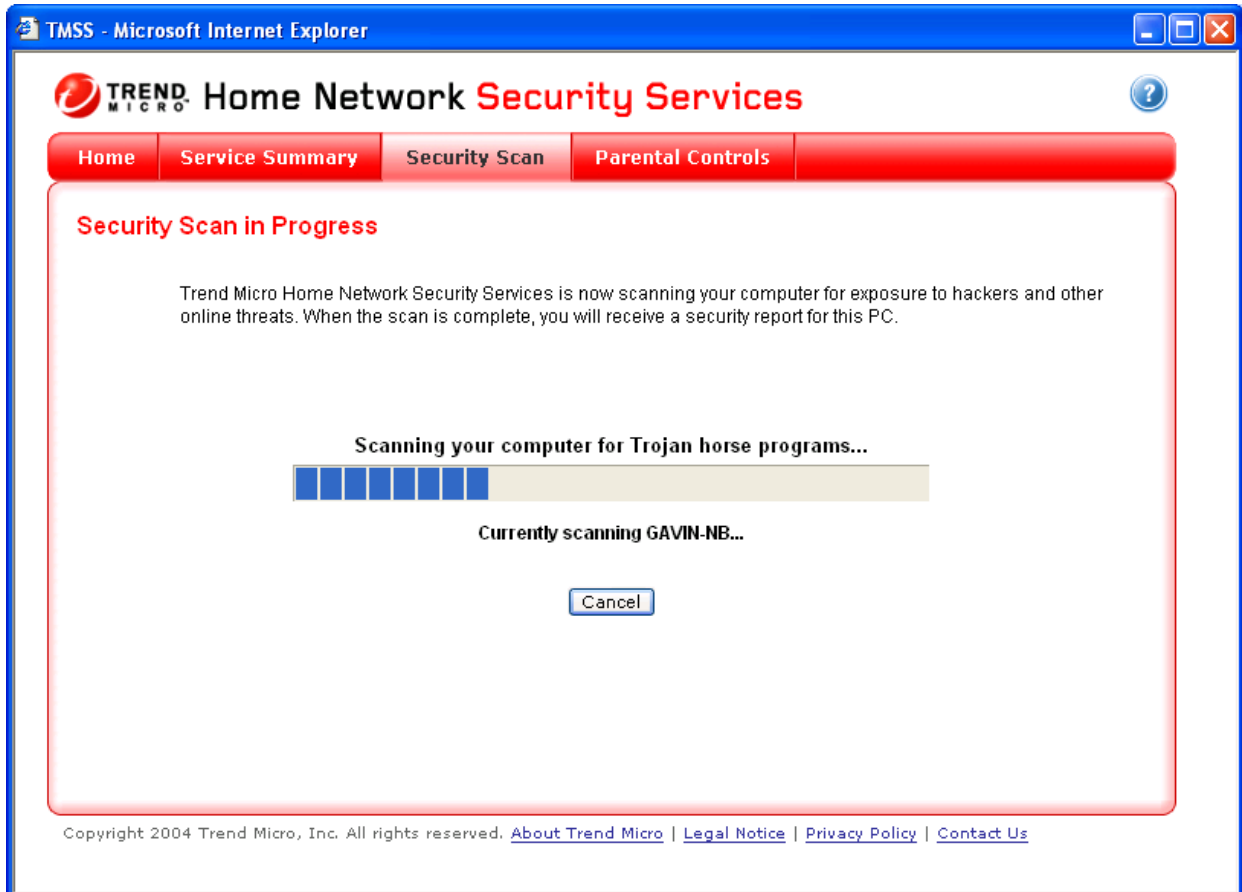 TMSS - Microsoft Internet Explorer
TREND MICRO Home Network Security Services
?
Home Service Summary Security Scan Parental Controls
Security Scan in Progress
Trend Micro Home Network Security Services is now scanning your computer for exposure to hackers and other
online threats. When the scan is complete, you will receive a security report for this PC.
Scanning your computer for Trojan horse programs...
Currently scanning GAVIN-NB...
Cancel
Copyright 2004 Trend Micro, Inc. All rights reserved. About Trend Micro | Legal Notice | Privacy Policy | Contact Us